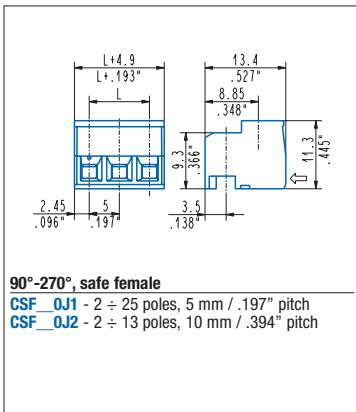 L+4.9
L+.193"
L
13.4
.527"
8.85
.348"
9.3
.366"
11.3
.445"
2.45
.096"
5
.197"
3.5
.138"
90°-270°, safe female
CSF__0J1 - 2 ÷ 25 poles, 5 mm / .197” pitch
CSF__0J2 - 2 ÷ 13 poles, 10 mm / .394” pitch